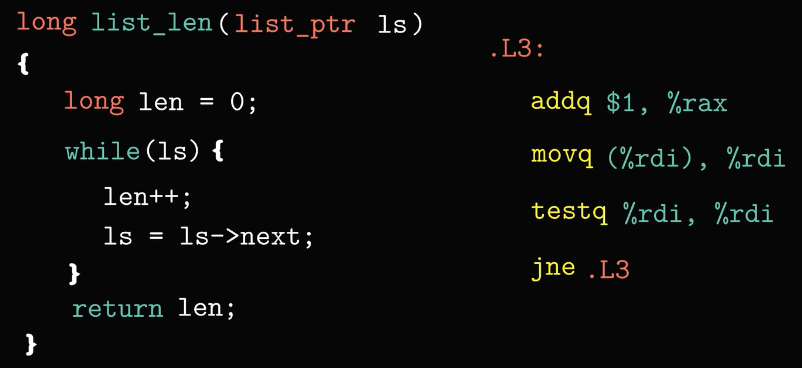 long list_len(list_ptr ls)
{
long len = 0;
while(ls) {
len++;
ls = ls->next;
}
return len;
}
.L3:
addq $1, %rax
movq (%rdi), %rdi
testq %rdi, %rdi
jne .L3